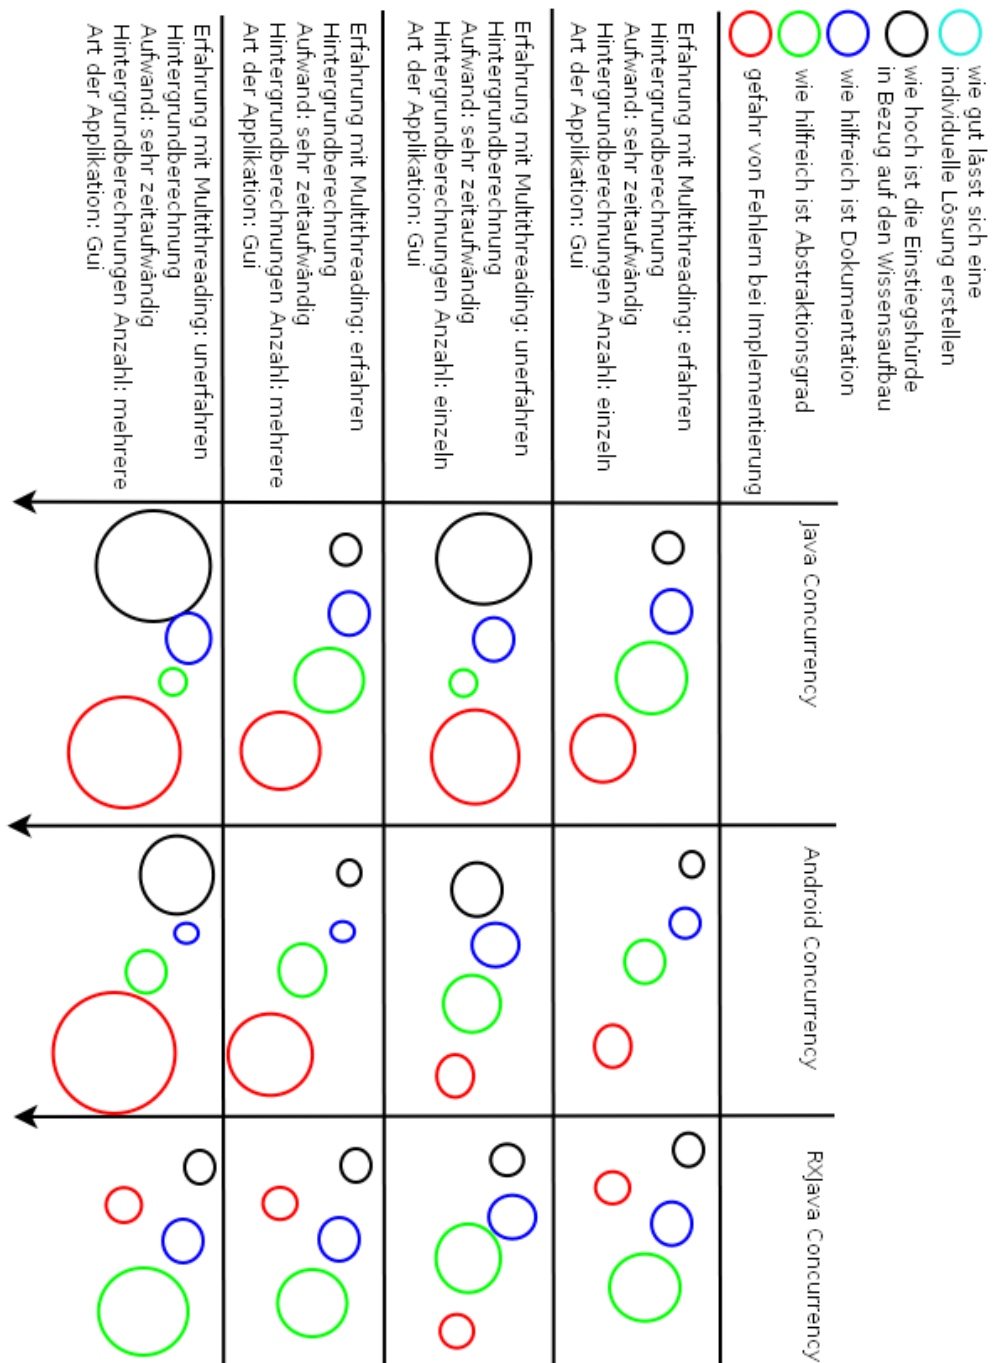 wie gut lässt sich eine
individuelle Lösung erstellen
wie hoch ist die Einstiegshürde
in Bezug auf den Wissensaufbau
wie hilfreich ist Dokumentation
wie hilfreich ist Abstraktionsgrad
gefahr von Fehlern bei Implementierung
Java Concurrency
Android Concurrency
RXJava Concurrency
Erfahrung mit Multithreading: erfahren
Hintergrundberechnung
Aufwand: sehr zeitaufwändig
Hintergrundberechnungen Anzahl: einzeln
Art der Applikation: Gui
Erfahrung mit Multithreading: unerfahren
Hintergrundberechnung
Aufwand: sehr zeitaufwändig
Hintergrundberechnungen Anzahl: einzeln
Art der Applikation: Gui
Erfahrung mit Multithreading: erfahren
Hintergrundberechnung
Aufwand: sehr zeitaufwändig
Hintergrundberechnungen Anzahl: mehrere
Art der Applikation: Gui
Erfahrung mit Multithreading: unerfahren
Hintergrundberechnung
Aufwand: sehr zeitaufwändig
Hintergrundberechnungen Anzahl: mehrere
Art der Applikation: Gui